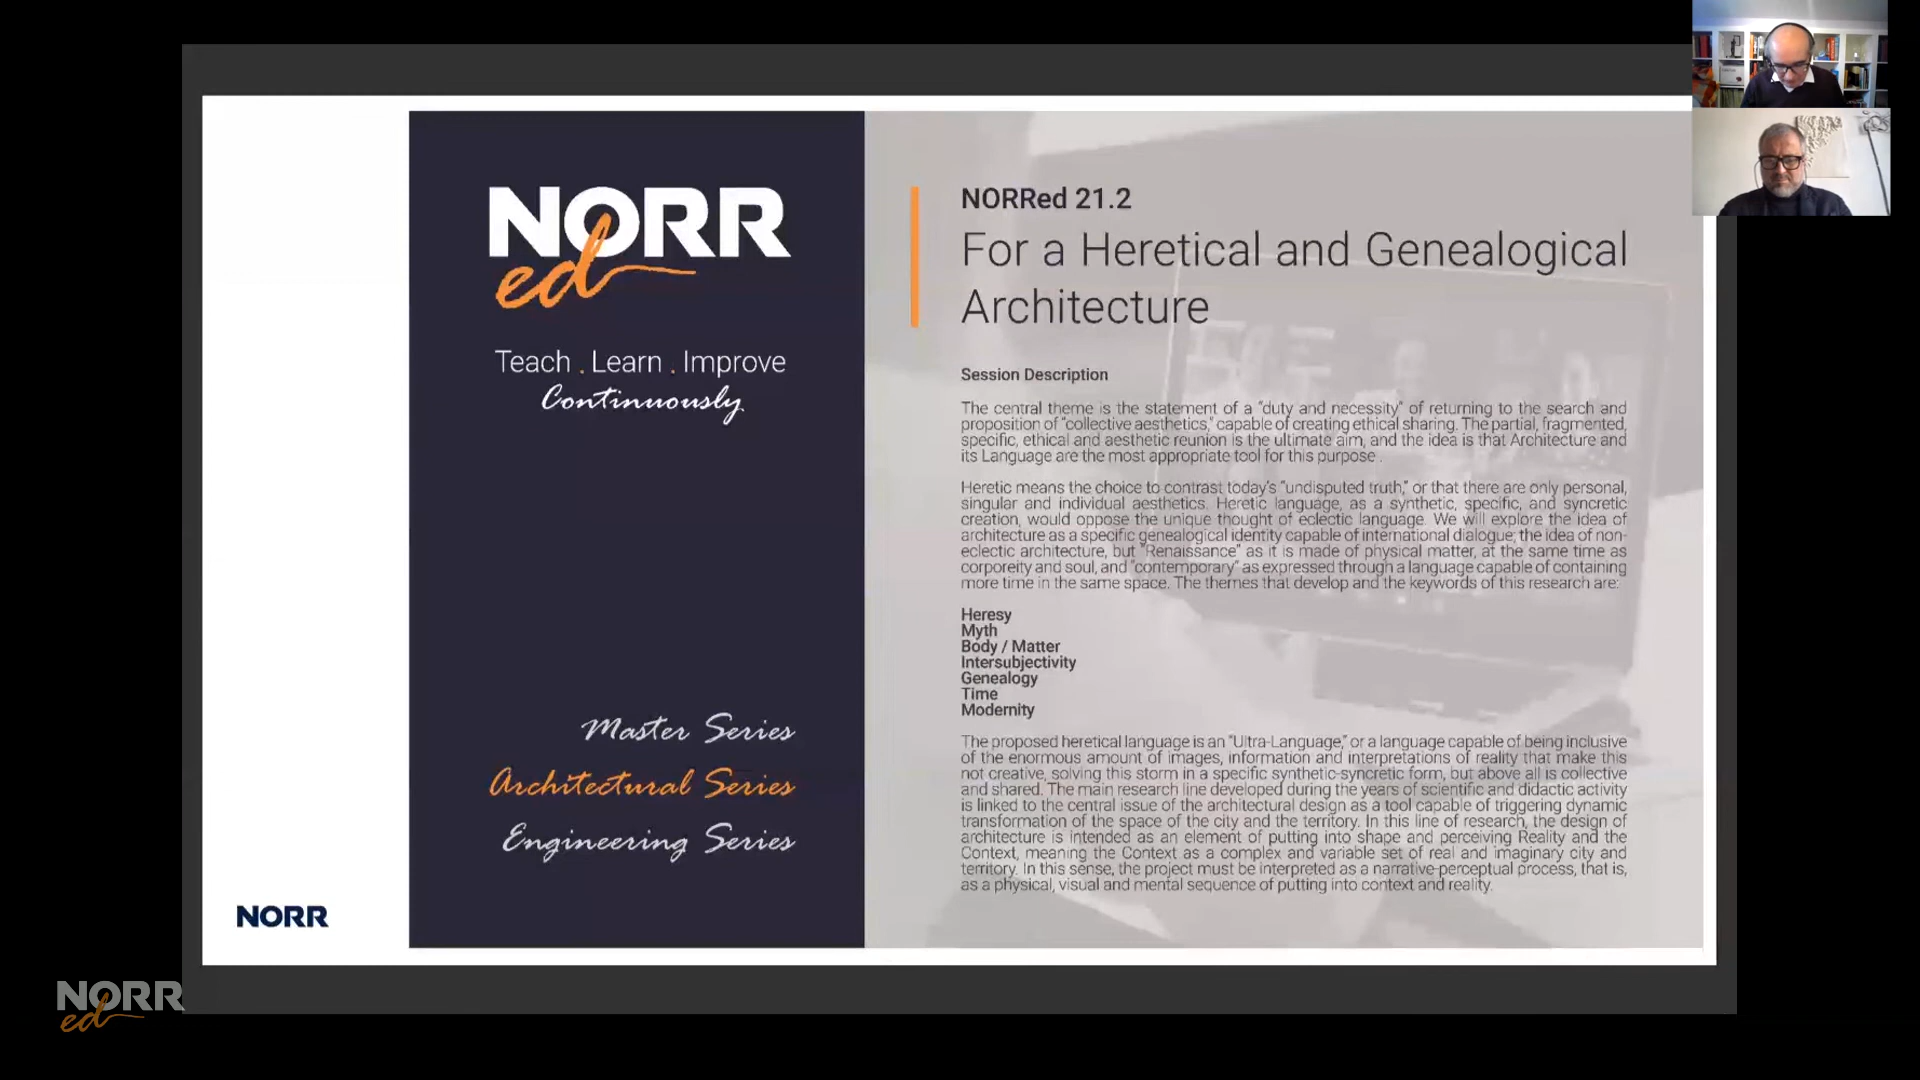 NORR
ed
Teach . Learn . Improve
Continuously
Master Series
Architectural Series
Engineering Series
NORR
NORRed 21.2
For a Heretical and Genealogical
Architecture
Session Description
The central theme is the statement of a "duty and necessity" of returning to the search and
proposition of "collective aesthetics," capable of creating ethical sharing. The partial, fragmented,
specific, ethical and aesthetic reunion is the ultimate aim, and the idea is that Architecture and
its Language are the most appropriate tool for this purpose .
Heretic means the choice to contrast today's "undisputed truth," or that there are only personal,
singular and individual aesthetics. Heretic language, as a synthetic, specific, and syncretic
creation, would oppose the unique thought of eclectic language. We will explore the idea of
architecture as a specific genealogical identity capable of international dialogue; the idea of non-
eclectic architecture, but "Renaissance" as it is made of physical matter, at the same time as
corporeity and soul, and "contemporary" as expressed through a language capable of containing
more time in the same space. The themes that develop and the keywords of this research are:
Heresy
Myth
Body / Matter
Intersubjectivity
Genealogy
Time
Modernity
The proposed heretical language is an "Ultra-Language," or a language capable of being inclusive
of the enormous amount of images, information and interpretations of reality that make this
not creative, solving this storm in a specific synthetic-syncretic form, but above all is collective
and shared. The main research line developed during the years of scientific and didactic activity
is linked to the central issue of the architectural design as a tool capable of triggering dynamic
transformation of the space of the city and the territory. In this line of research, the design of
architecture is intended as an element of putting into shape and perceiving Reality and the
Context, meaning the Context as a complex and variable set of real and imaginary city and
territory. In this sense, the project must be interpreted as a narrative-perceptual process, that is,
as a physical, visual and mental sequence of putting into context and reality.
NORR
ed